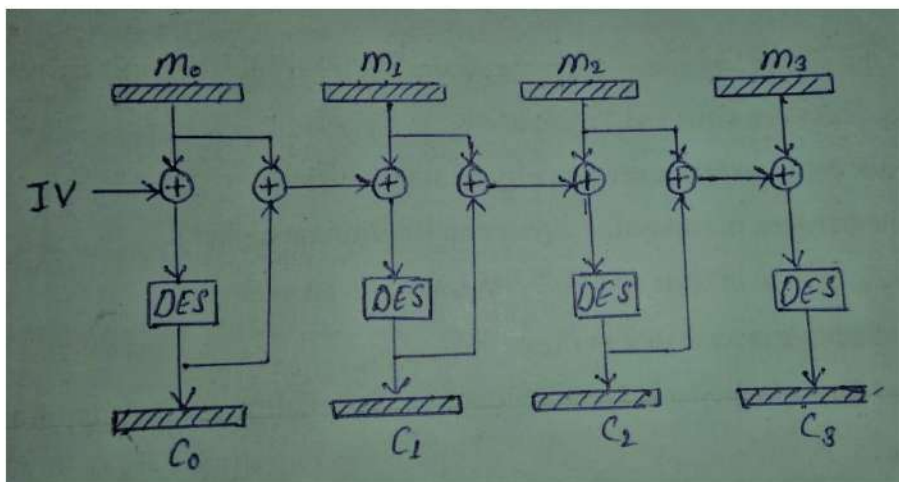 m₀ m₁ m₂ m₃
IV
DES DES DES DES
C₀ C₁ C₂ C₃